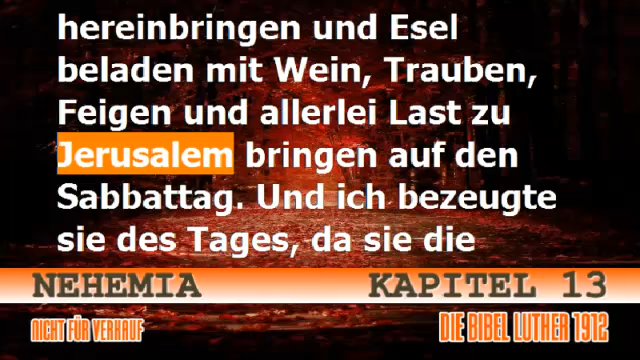 hereinbringen und Esel
beladen mit Wein, Trauben,
Feigen und allerlei Last zu
Jerusalem bringen auf den
Sabbattag. Und ich bezeugte
sie des Tages, da sie die
NEHEMIA KAPITEL 13
NICHT FÜR VERKAUF DIE BIBEL LUTHER 1912